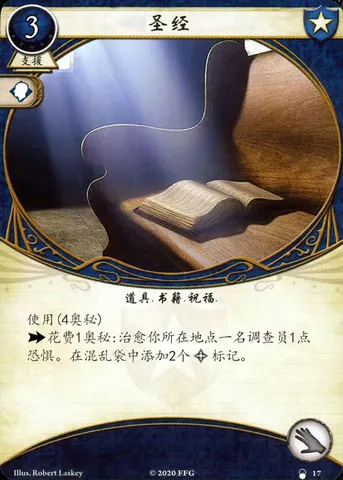 3
圣经
支援
道具.书籍.祝福.
使用(4奥秘)
花费1奥秘:治愈你所在地点一名调查员1点
恐惧。在混乱袋中添加2个标记。
Illus. Robert Laskey
© 2020 FFG
17